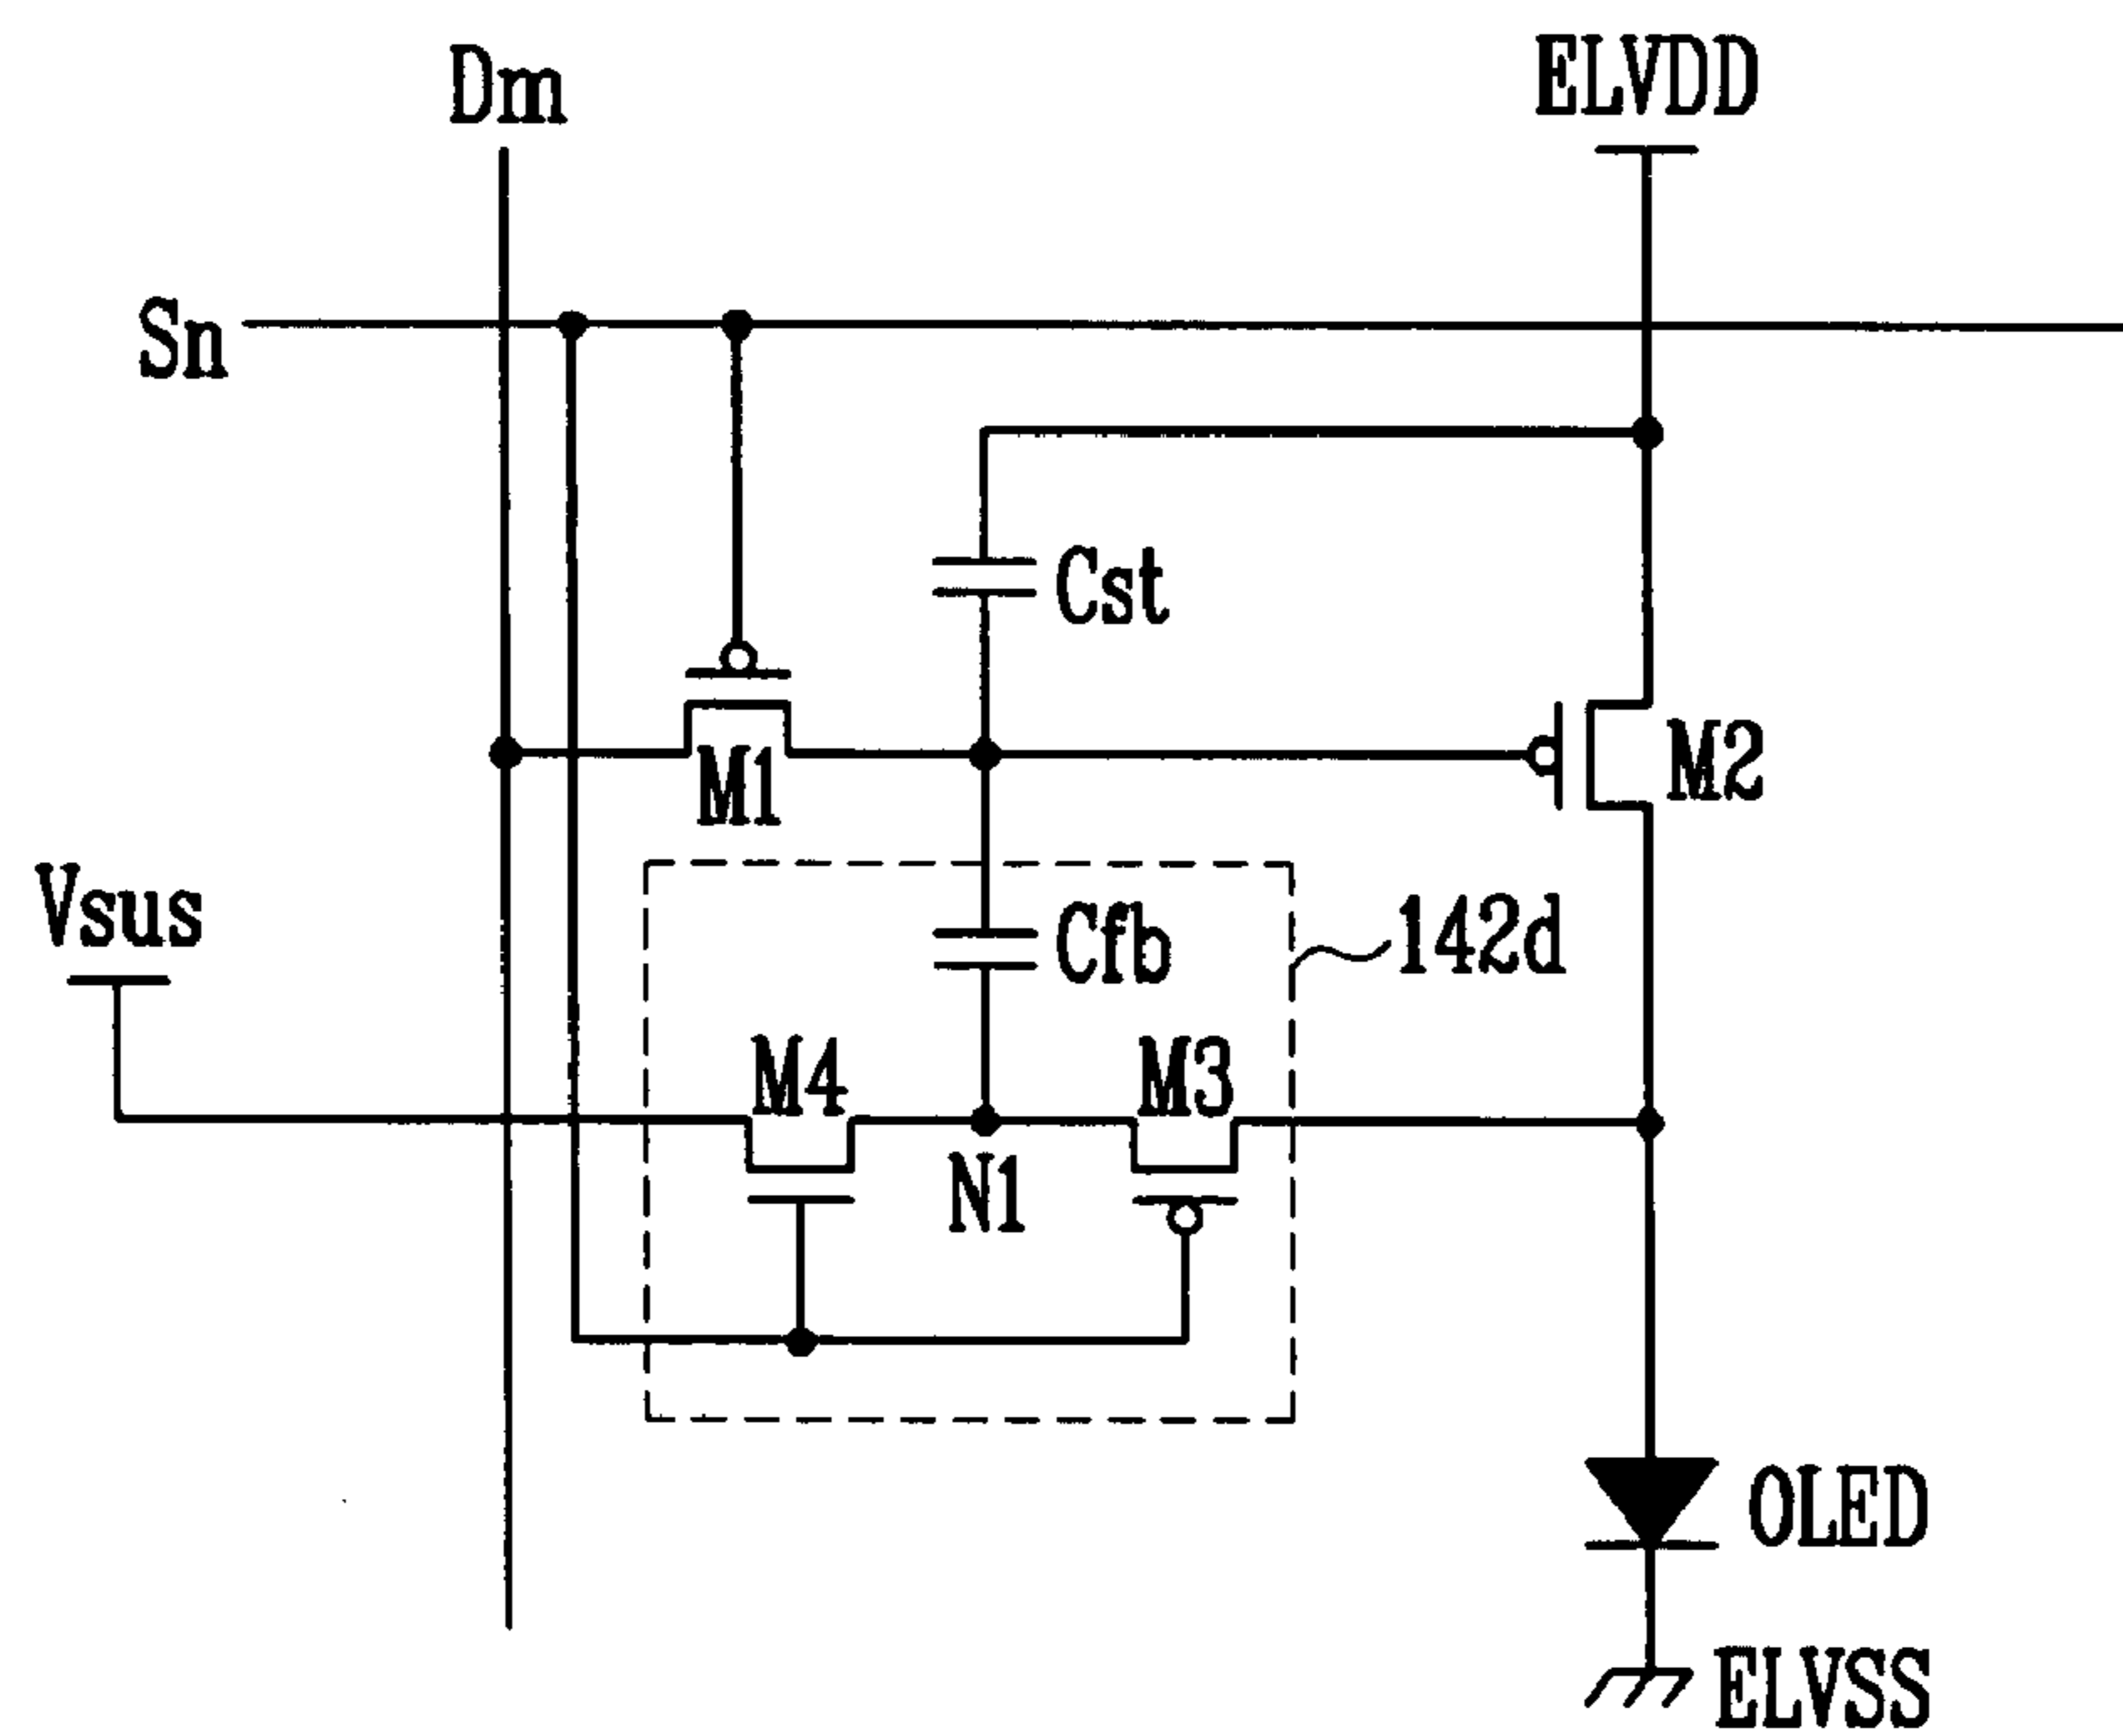 Dm
ELVDD
Sn
Cst
M1
M2
Vsus
Cfb
142d
M4
M3
N1
OLED
ELVSS